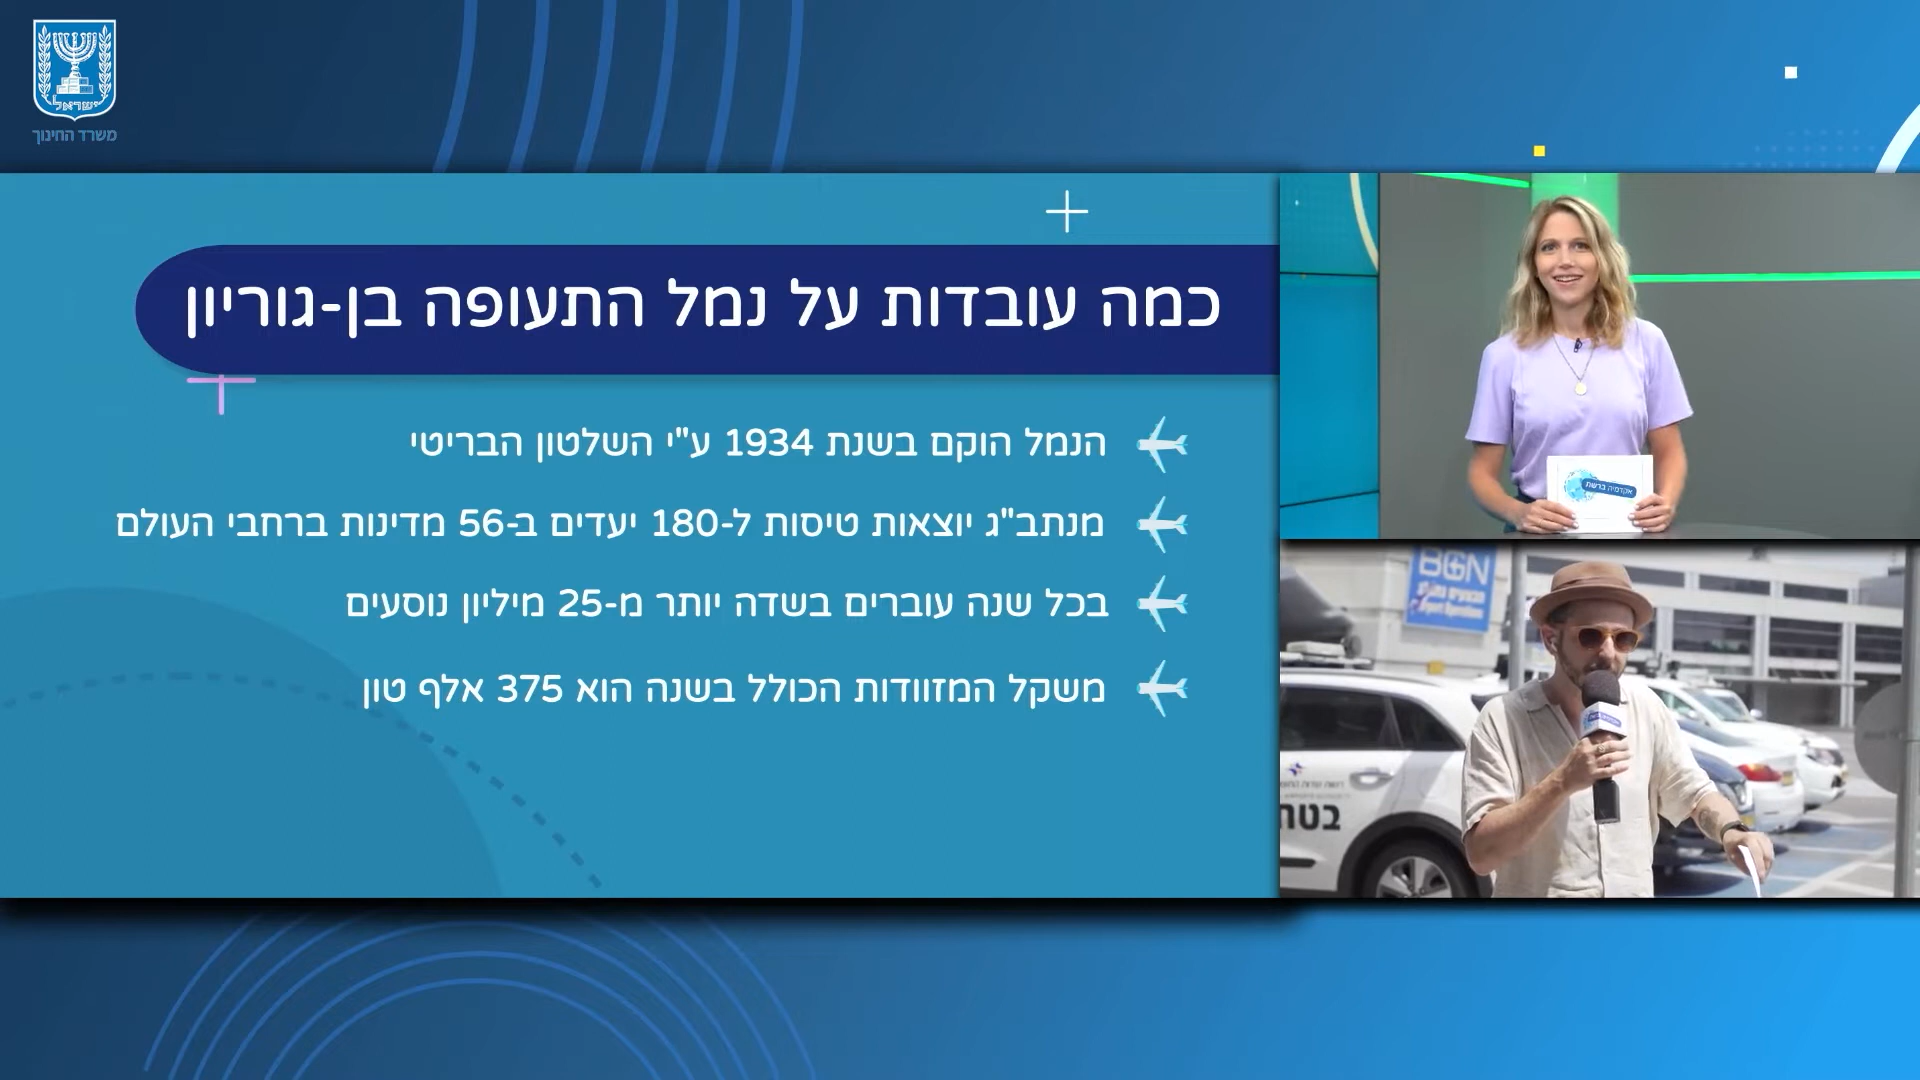 ישראל
משרד החינוך
כמה עובדות על נמל התעופה בן-גוריון
הנמל הוקם בשנת 1934 ע"י השלטון הבריטי
מנתב"ג יוצאות טיסות ל-180 יעדים ב-56 מדינות ברחבי העולם
בכל שנה עוברים בשדה יותר מ-25 מיליון נוסעים
משקל המזוודות הכולל בשנה הוא 375 אלף טון
אקדמיה ברשת
BGN
בטח